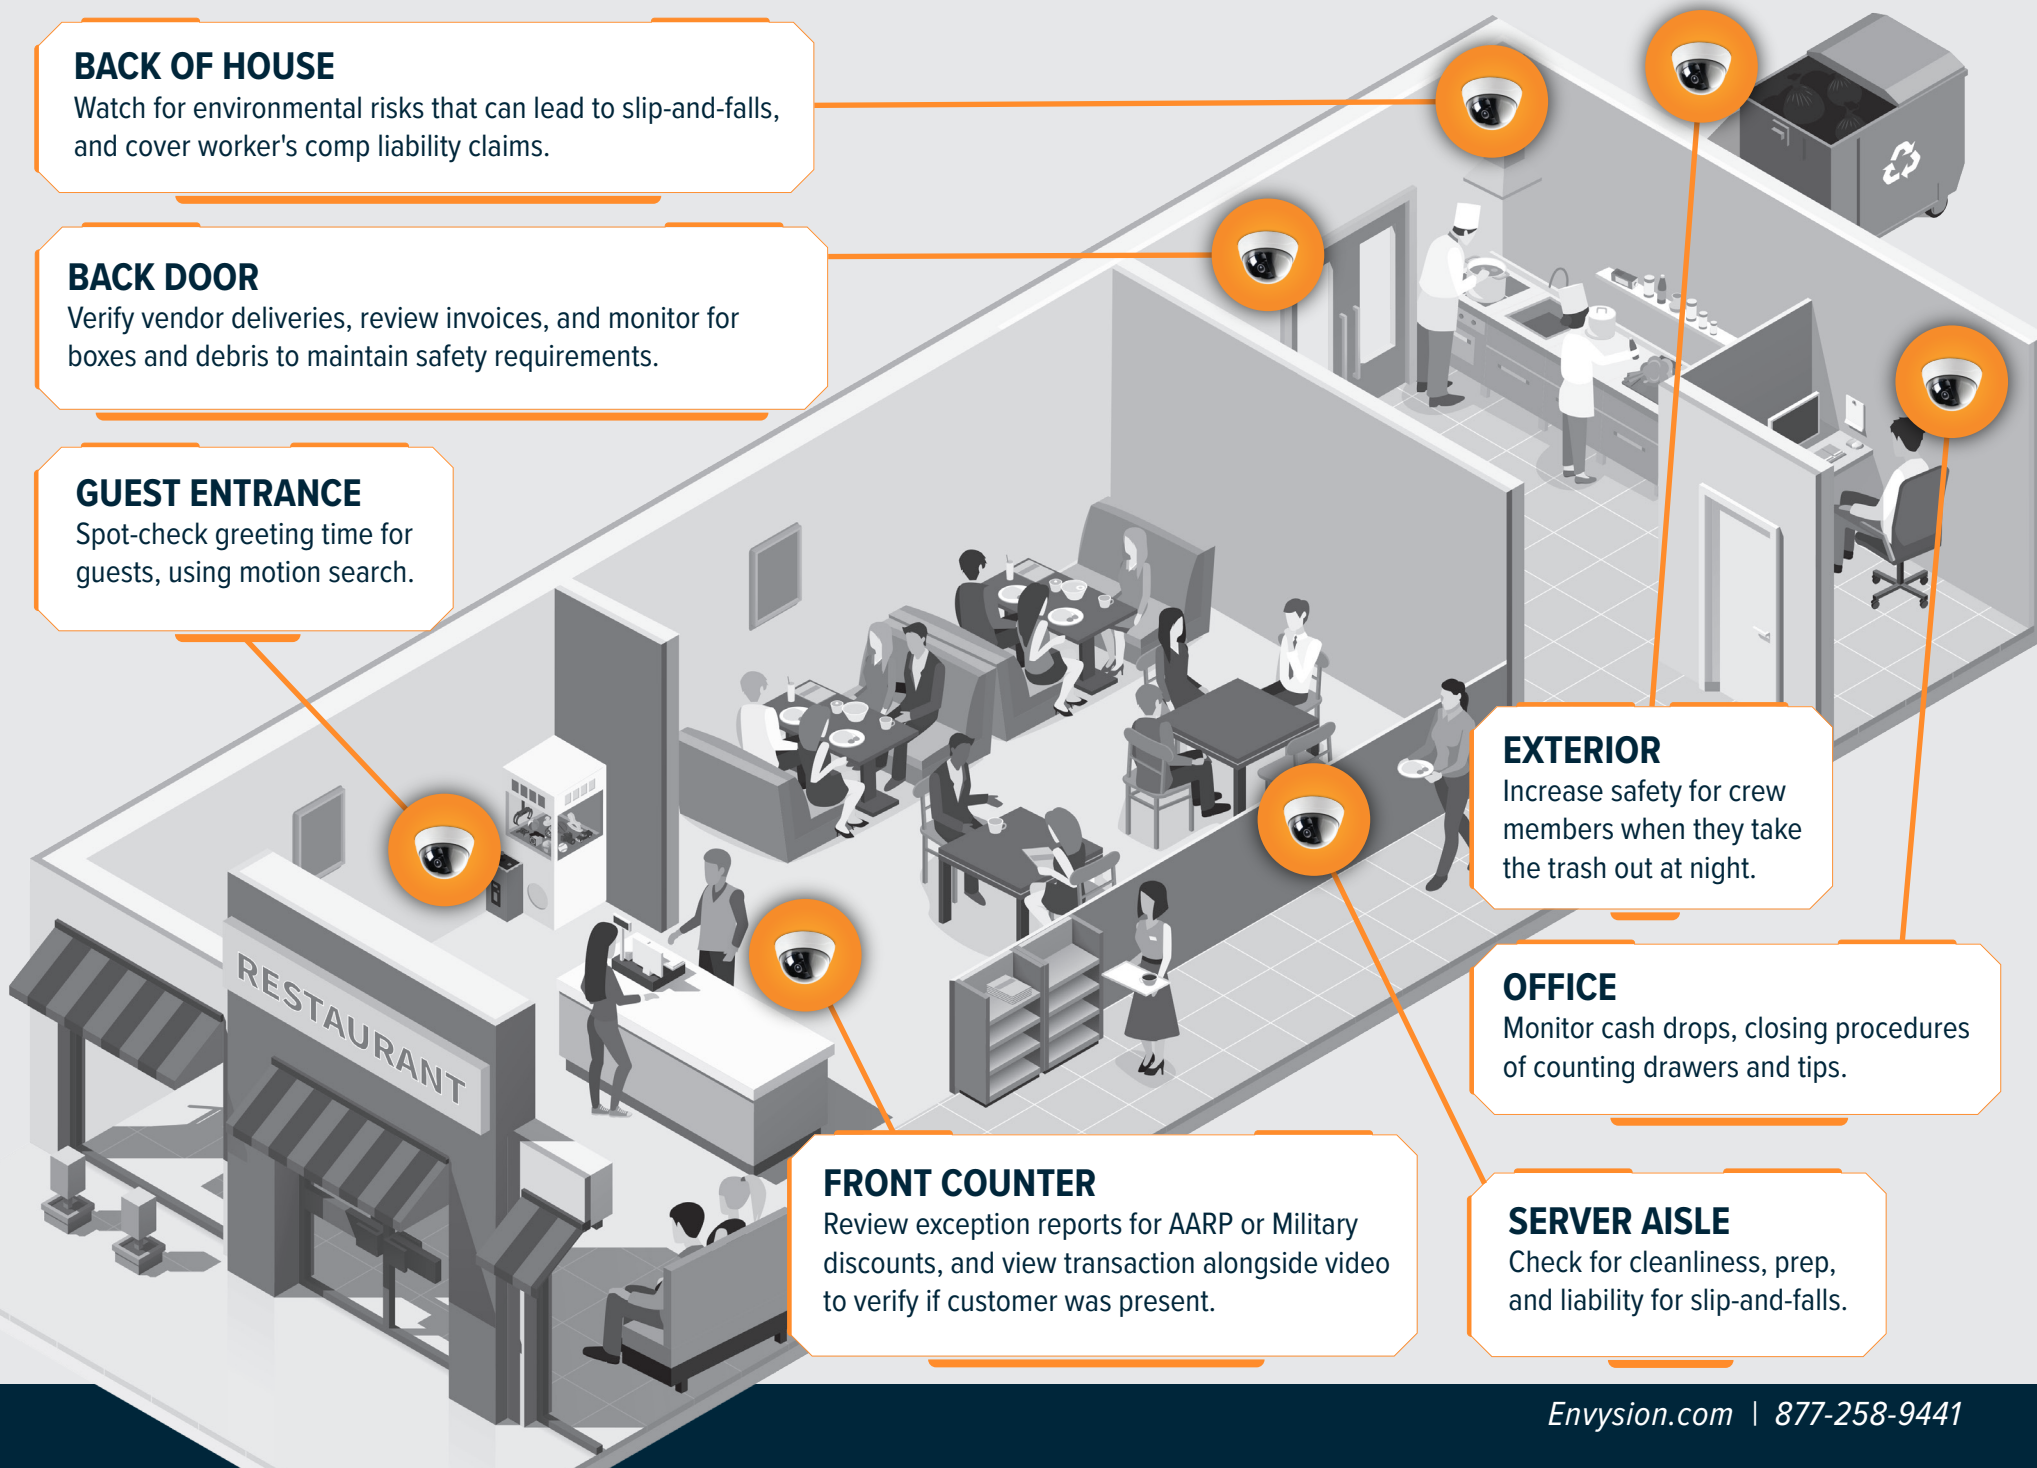 BACK OF HOUSE
Watch for environmental risks that can lead to slip-and-falls,
and cover worker's comp liability claims.
BACK DOOR
Verify vendor deliveries, review invoices, and monitor for
boxes and debris to maintain safety requirements.
GUEST ENTRANCE
Spot-check greeting time for
guests, using motion search.
RESTAURANT
EXTERIOR
Increase safety for crew
members when they take
the trash out at night.
OFFICE
Monitor cash drops, closing procedures
of counting drawers and tips.
FRONT COUNTER
Review exception reports for AARP or Military
discounts, and view transaction alongside video
to verify if customer was present.
SERVER AISLE
Check for cleanliness, prep,
and liability for slip-and-falls.
Envysion.com | 877-258-9441